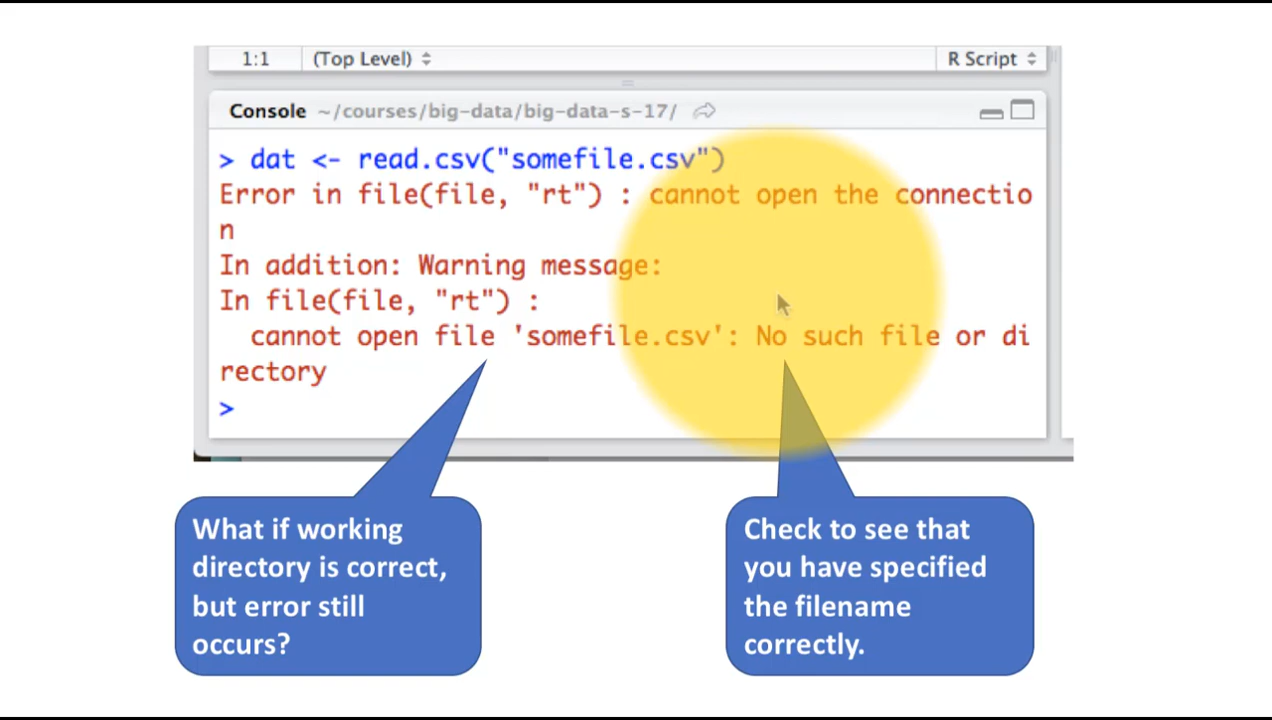 1:1 (Top Level) R Script
Console ~/courses/big-data/big-data-s-17/
> dat <- read.csv("somefile.csv")
Error in file(file, "rt") : cannot open the connectio
n
In addition: Warning message:
In file(file, "rt") :
  cannot open file 'somefile.csv': No such file or di
rectory
>
What if working
directory is correct,
but error still
occurs?
Check to see that
you have specified
the filename
correctly.